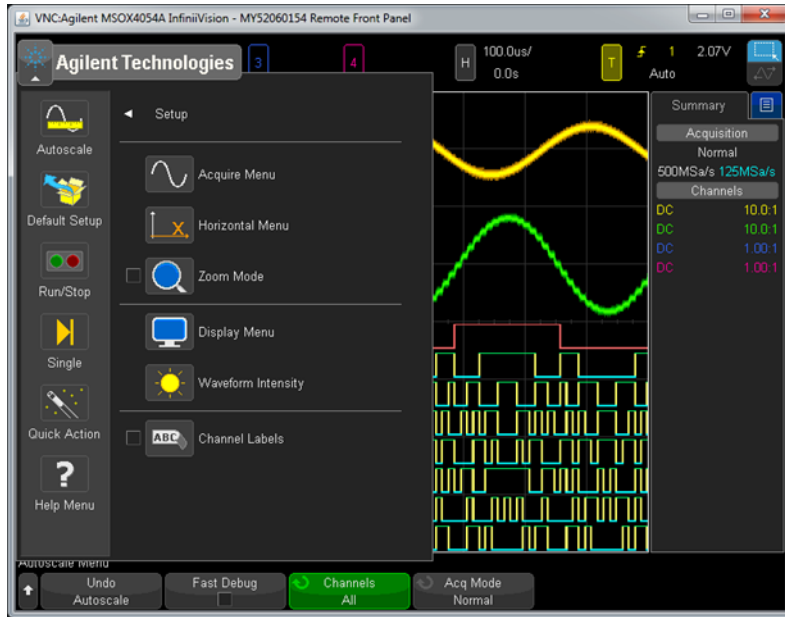 VNC:Agilent MSOX4054A InfiniiVision - MY52060154 Remote Front Panel
Agilent Technologies
3
4
H
100.0us/
0.0s
T
1
2.07V
Auto
Autoscale
Default Setup
Run/Stop
Single
Quick Action
?
Help Menu
Setup
Acquire Menu
X
Horizontal Menu
Zoom Mode
Display Menu
Waveform Intensity
ABC
Channel Labels
Summary
Acquisition
Normal
500MSa/s 125MSa/s
Channels
DC 10.0:1
DC 10.0:1
DC 1.00:1
DC 1.00:1
Autoscale Menu
Undo
Autoscale
Fast Debug
Channels
All
Acq Mode
Normal